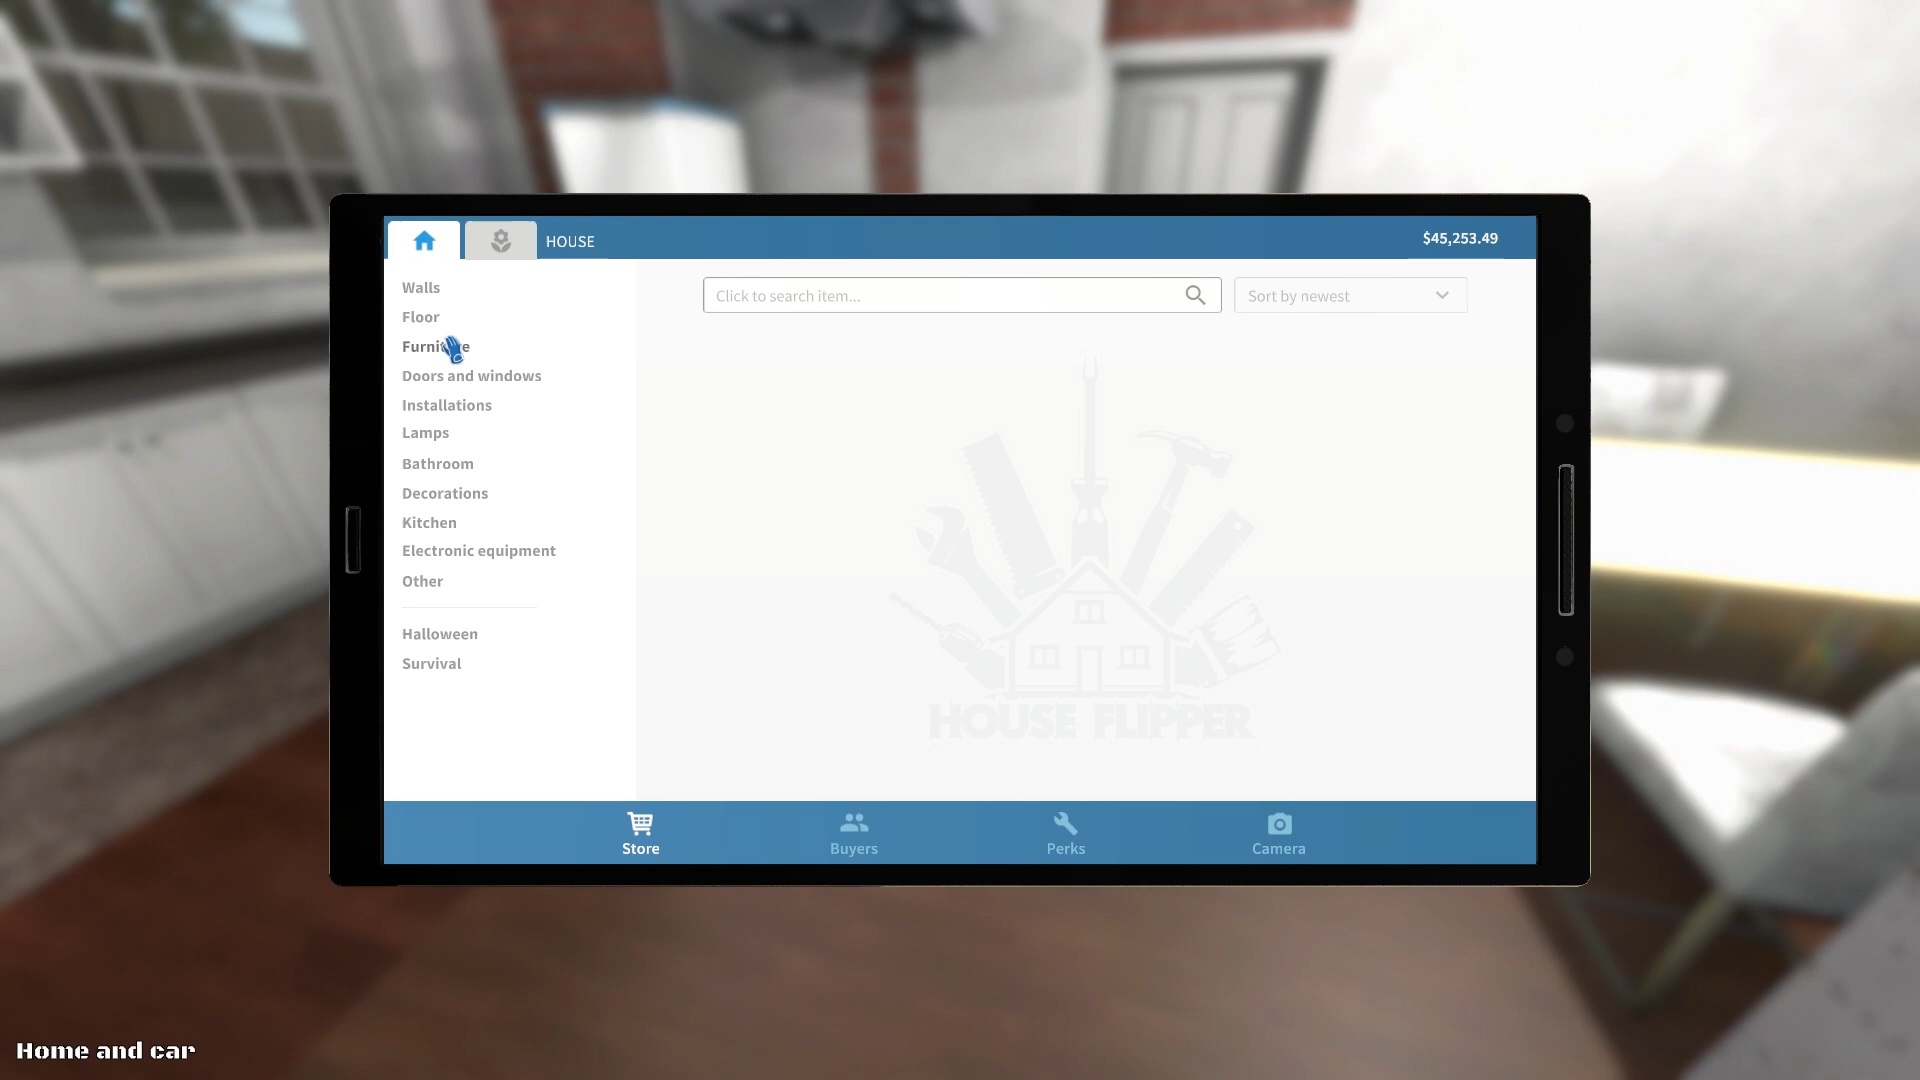 HOUSE
$45,253.49
Click to search item...
Sort by newest
Walls
Floor
Furniture
Doors and windows
Installations
Lamps
Bathroom
Decorations
Kitchen
Electronic equipment
Other
Halloween
Survival
HOUSE FLIPPER
Store
Buyers
Perks
Camera
Home and car